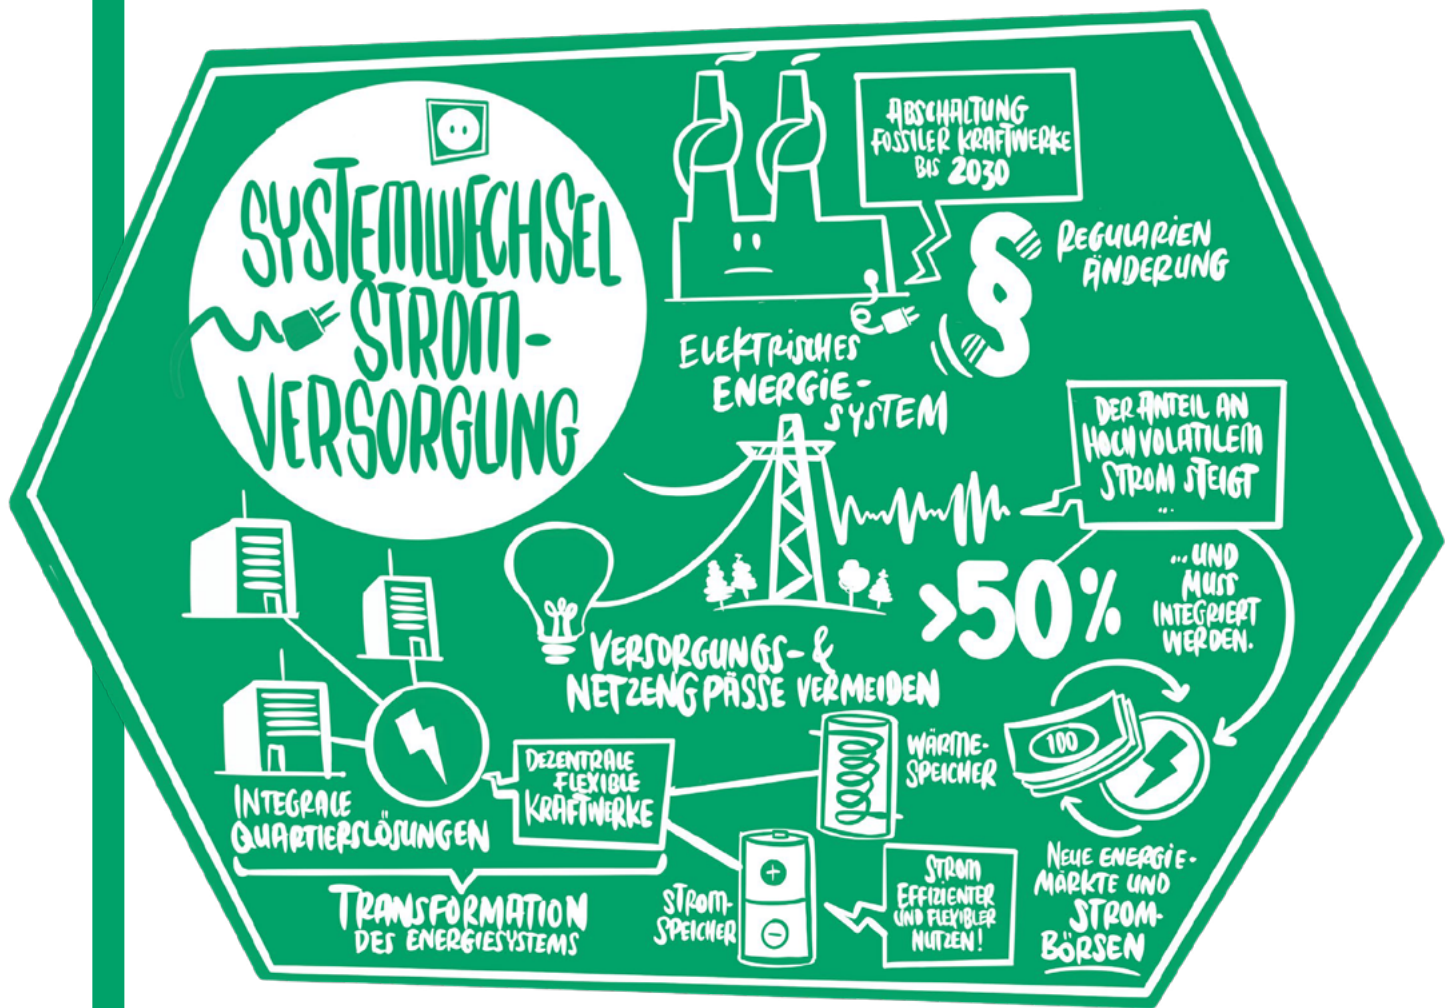 SYSTEMWECHSEL
STROM-
VERSORGUNG
ABSCHALTUNG
FOSSILER KRAFTWERKE
BIS 2030
REGULARIEN
ÄNDERUNG
ELEKTRISCHES
ENERGIE-
SYSTEM
DER ANTEIL AN
HOCH VOLATILEM
STROM STEIGT
...
>50%
... UND
MUSS
INTEGRIERT
WERDEN.
VERSORGUNGS- &
NETZENGPÄSSE VERMEIDEN
INTEGRALE
QUARTIERSLÖSUNGEN
DEZENTRALE
FLEXIBLE
KRAFTWERKE
TRANSFORMATION
DES ENERGIESYSTEMS
WÄRME-
SPEICHER
STROM-
SPEICHER
+
-
STROM
EFFIZIENTER
UND FLEXIBLER
NUTZEN!
100
NEUE ENERGIE-
MÄRKTE UND
STROM-
BÖRSEN
§